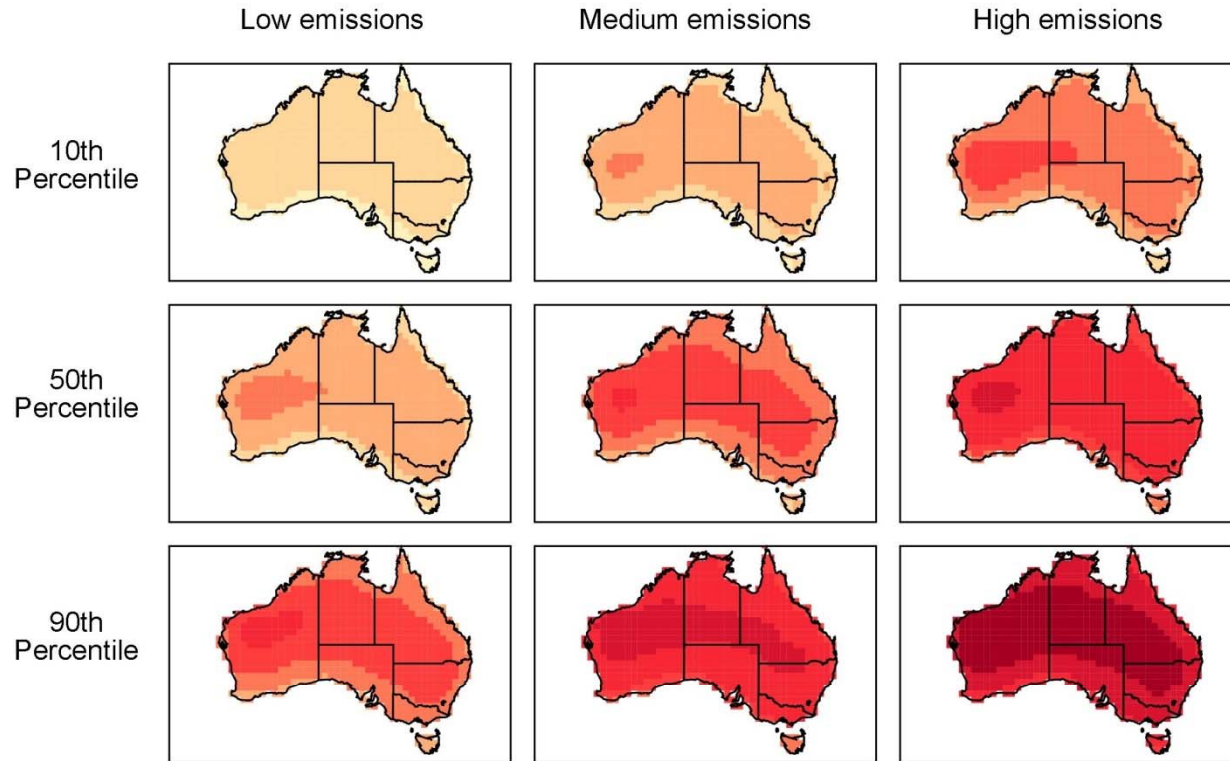 Low emissions
Medium emissions
High emissions
10th
Percentile
50th
Percentile
90th
Percentile